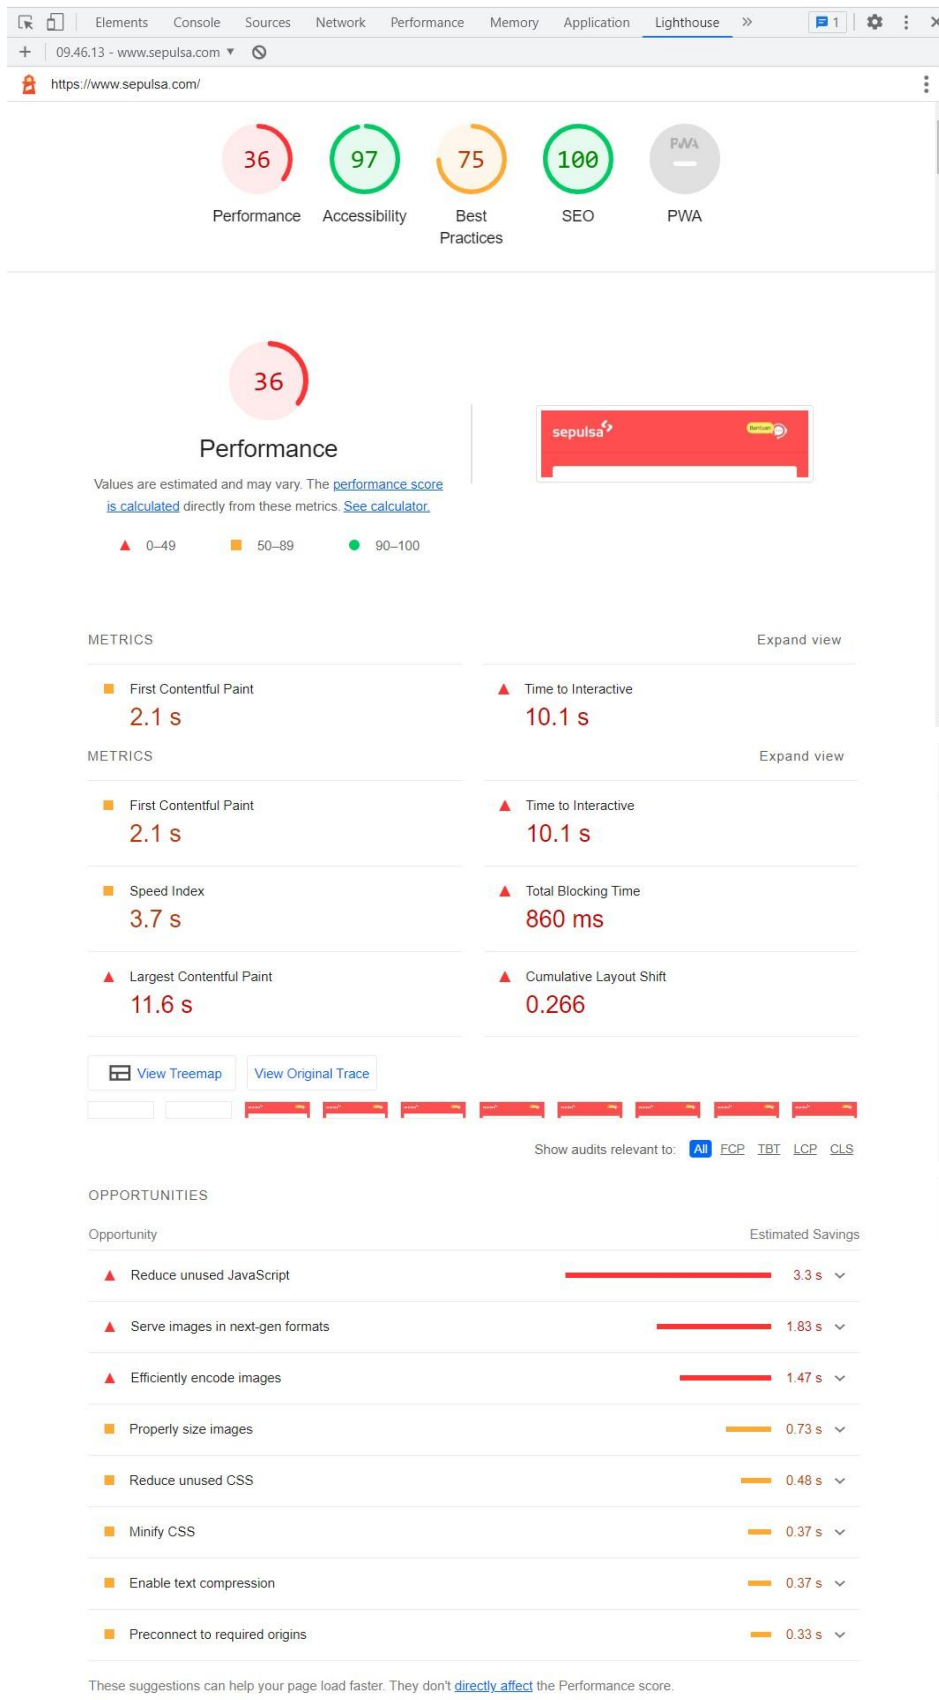 Elements Console Sources Network Performance Memory Application Lighthouse » 1
+ 09.46.13 - www.sepulsa.com ▼
https://www.sepulsa.com/
36 97 75 100 PWA
Performance Accessibility Best Practices SEO PWA
36
Performance
Values are estimated and may vary. The performance score
is calculated directly from these metrics. See calculator.
0–49 50–89 90–100
sepulsa Bantuan
METRICS Expand view
First Contentful Paint Time to Interactive
2.1 s 10.1 s
METRICS Expand view
First Contentful Paint Time to Interactive
2.1 s 10.1 s
Speed Index Total Blocking Time
3.7 s 860 ms
Largest Contentful Paint Cumulative Layout Shift
11.6 s 0.266
View Treemap View Original Trace
Show audits relevant to: All FCP TBT LCP CLS
OPPORTUNITIES
Opportunity Estimated Savings
Reduce unused JavaScript 3.3 s
Serve images in next-gen formats 1.83 s
Efficiently encode images 1.47 s
Properly size images 0.73 s
Reduce unused CSS 0.48 s
Minify CSS 0.37 s
Enable text compression 0.37 s
Preconnect to required origins 0.33 s
These suggestions can help your page load faster. They don't directly affect the Performance score.